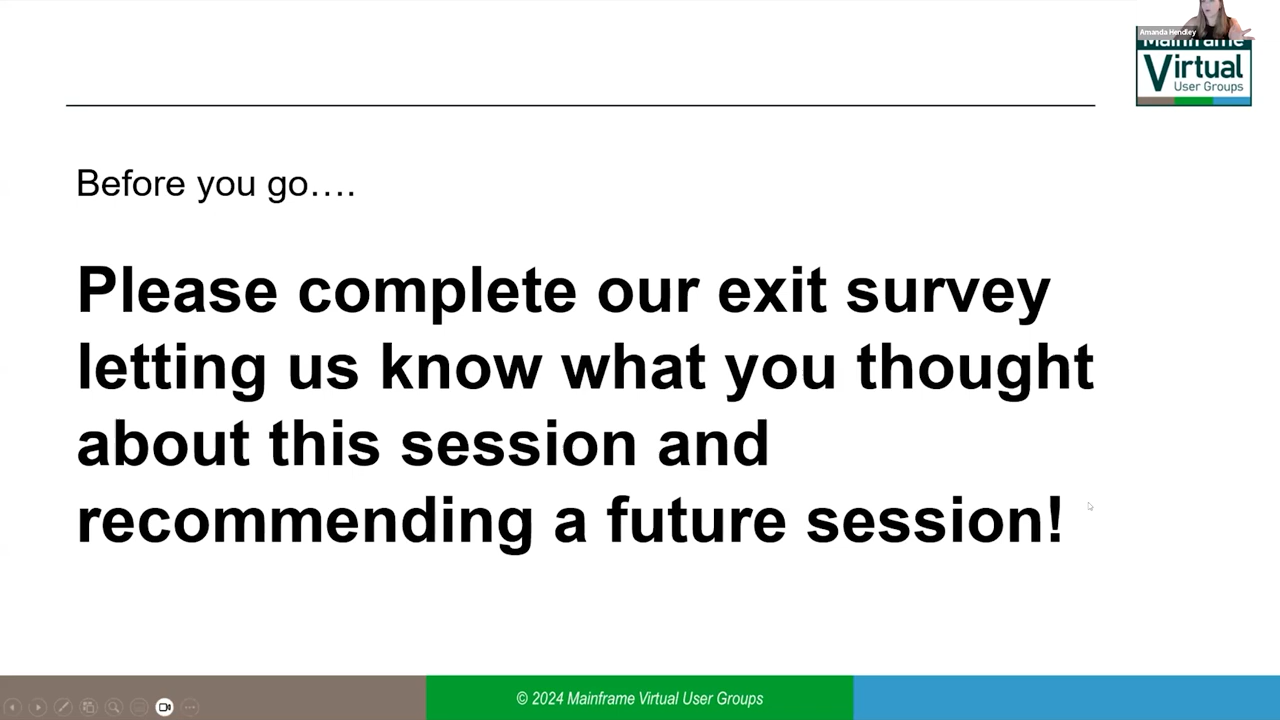 Amanda Hendley
Mainframe
Virtual
User Groups
Before you go....
Please complete our exit survey
letting us know what you thought
about this session and
recommending a future session!
© 2024 Mainframe Virtual User Groups